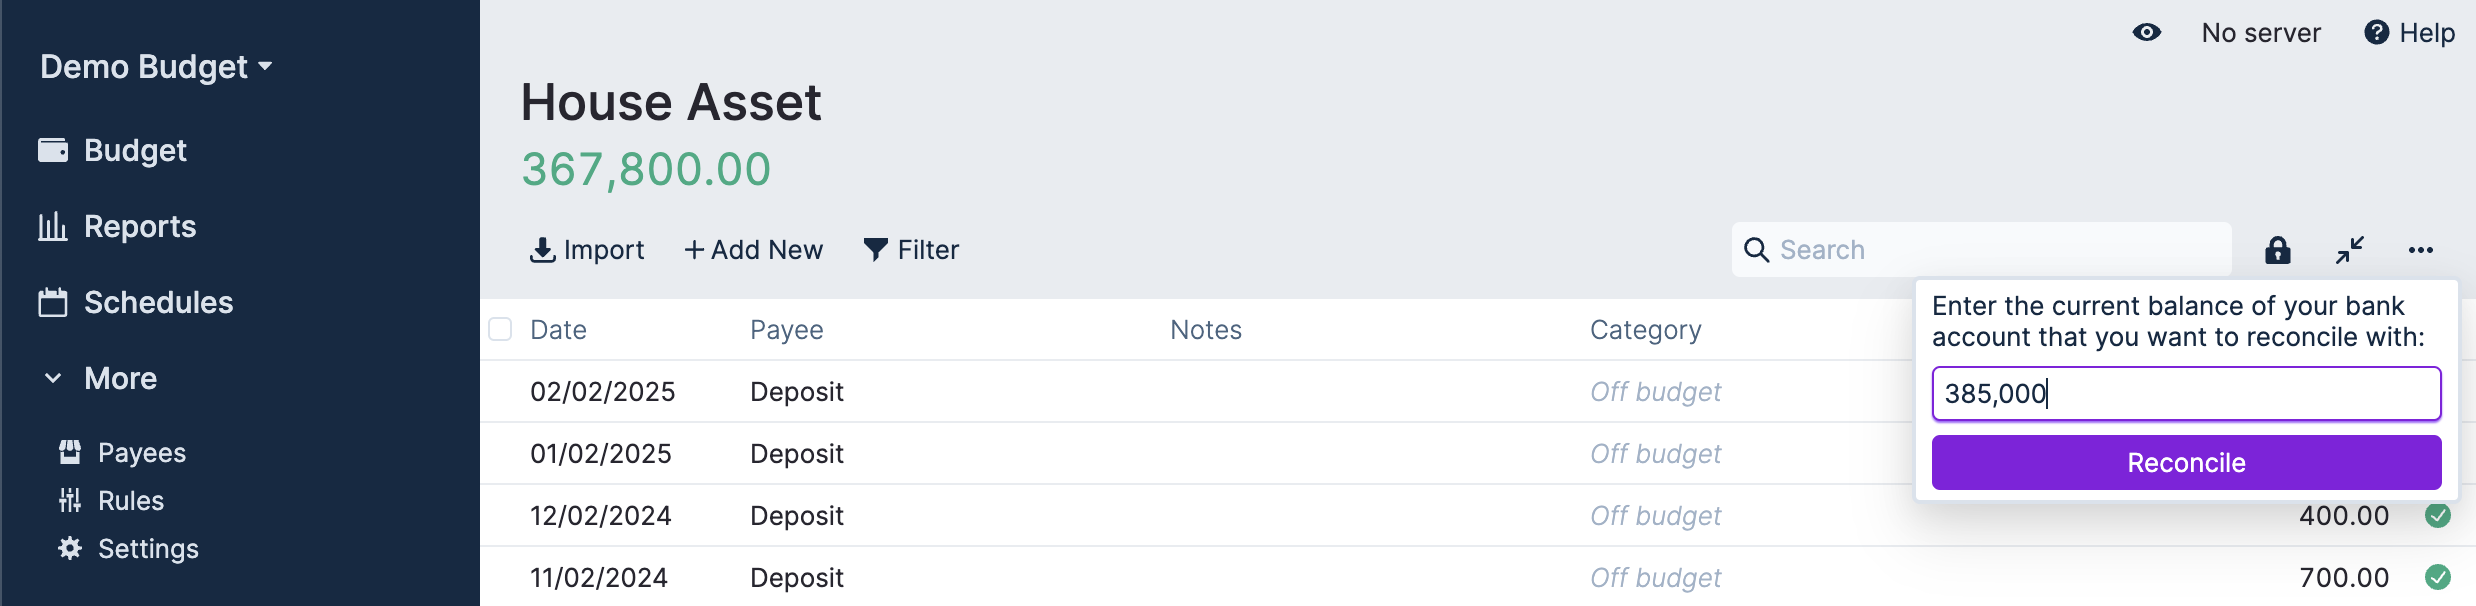 Demo Budget
Budget
Reports
Schedules
More
Payees
Rules
Settings
No server
Help
House Asset
367,800.00
Import
Add New
Filter
Search
Enter the current balance of your bank
account that you want to reconcile with:
385,000
Reconcile
Date Payee Notes Category
02/02/2025 Deposit Off budget
01/02/2025 Deposit Off budget
12/02/2024 Deposit Off budget 400.00
11/02/2024 Deposit Off budget 700.00